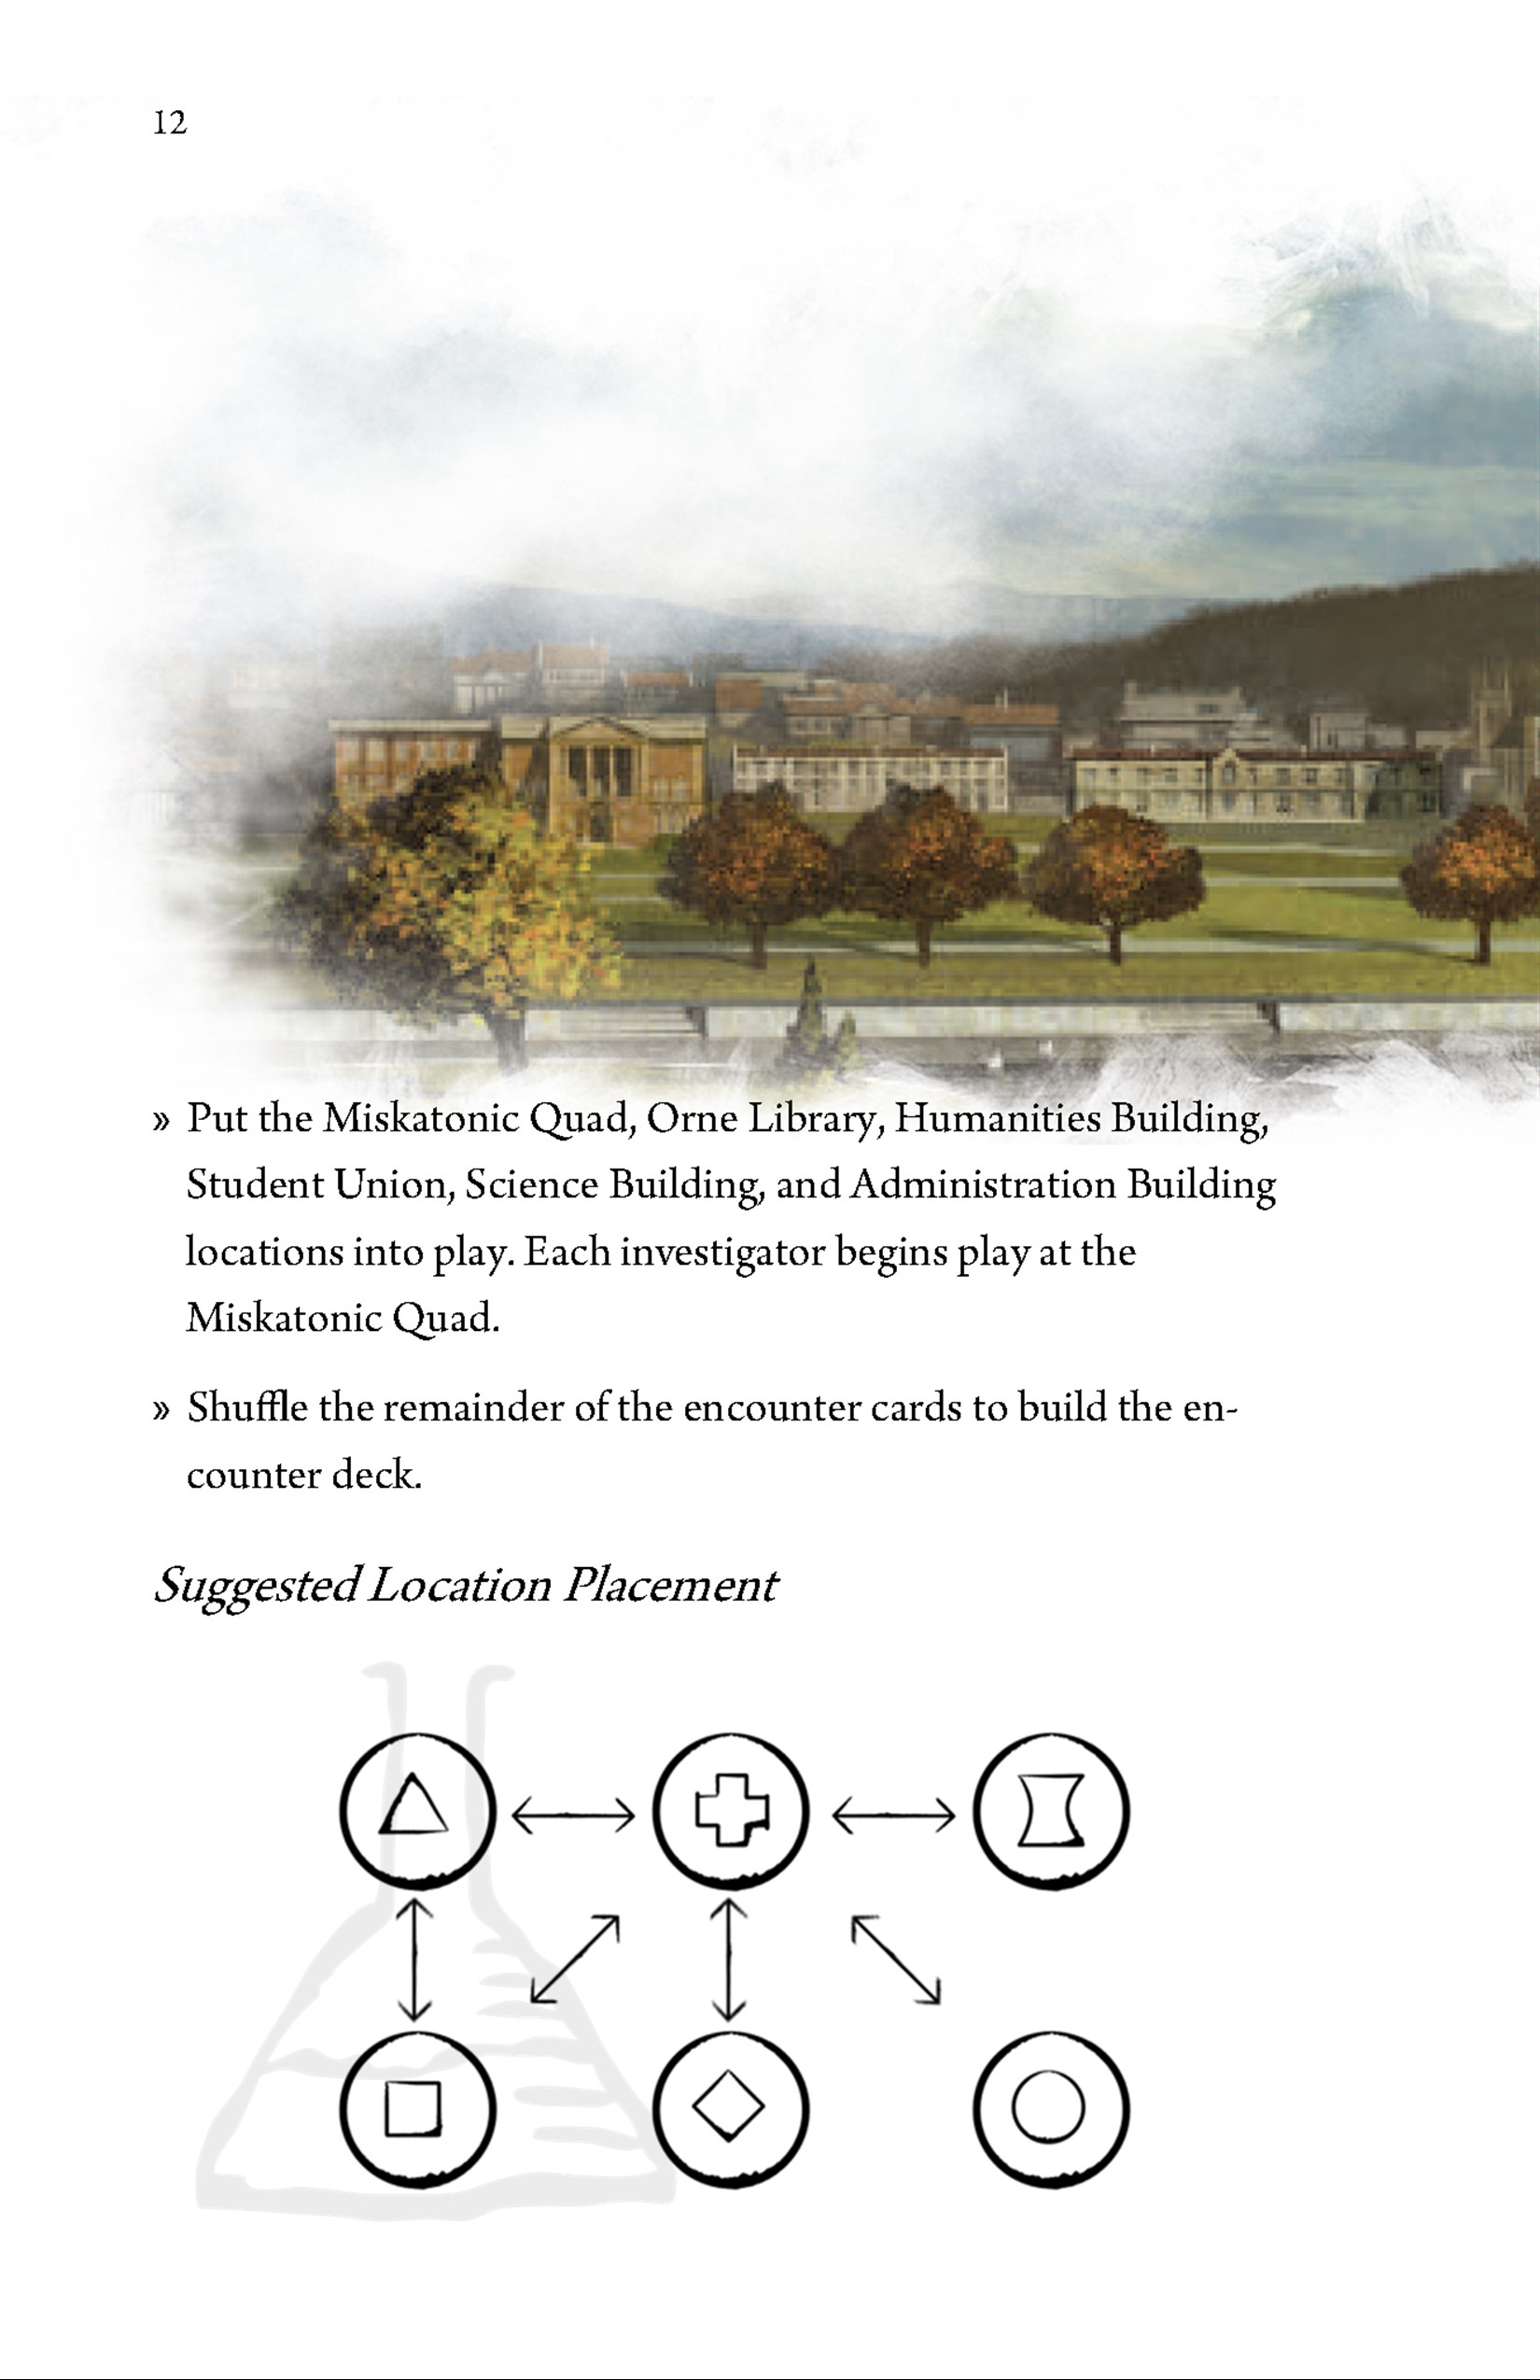 12
» Put the Miskatonic Quad, Orne Library, Humanities Building,
Student Union, Science Building, and Administration Building
locations into play. Each investigator begins play at the
Miskatonic Quad.
» Shuffle the remainder of the encounter cards to build the en-
counter deck.
Suggested Location Placement